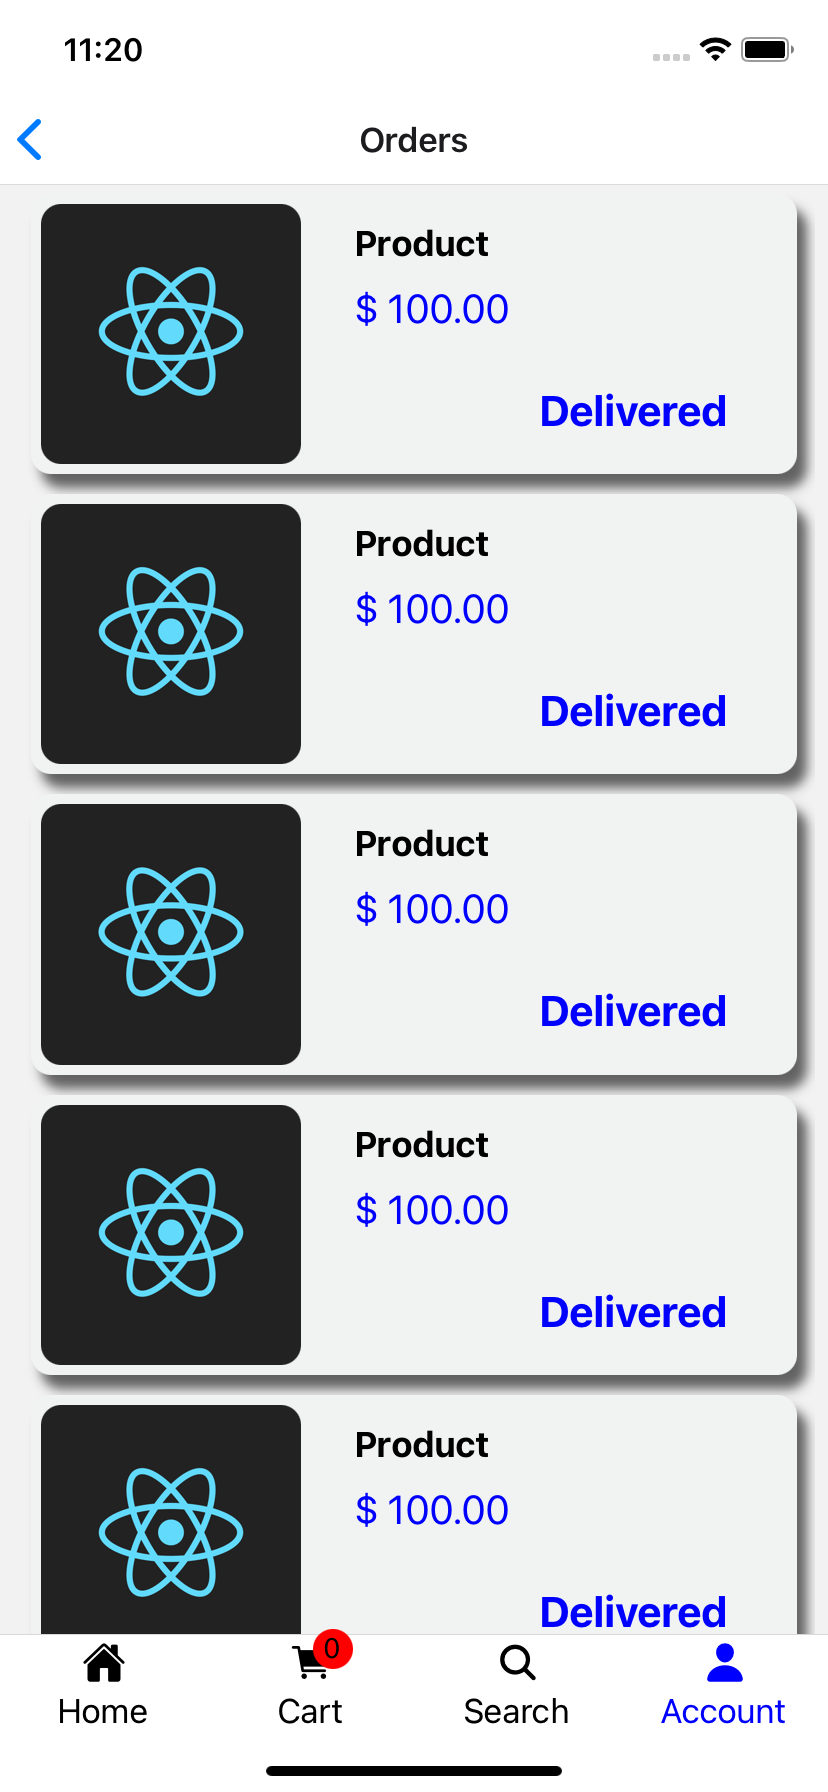 11:20
Orders
Product
$ 100.00
Delivered
Product
$ 100.00
Delivered
Product
$ 100.00
Delivered
Product
$ 100.00
Delivered
Product
$ 100.00
Delivered
0
Home
Cart
Search
Account